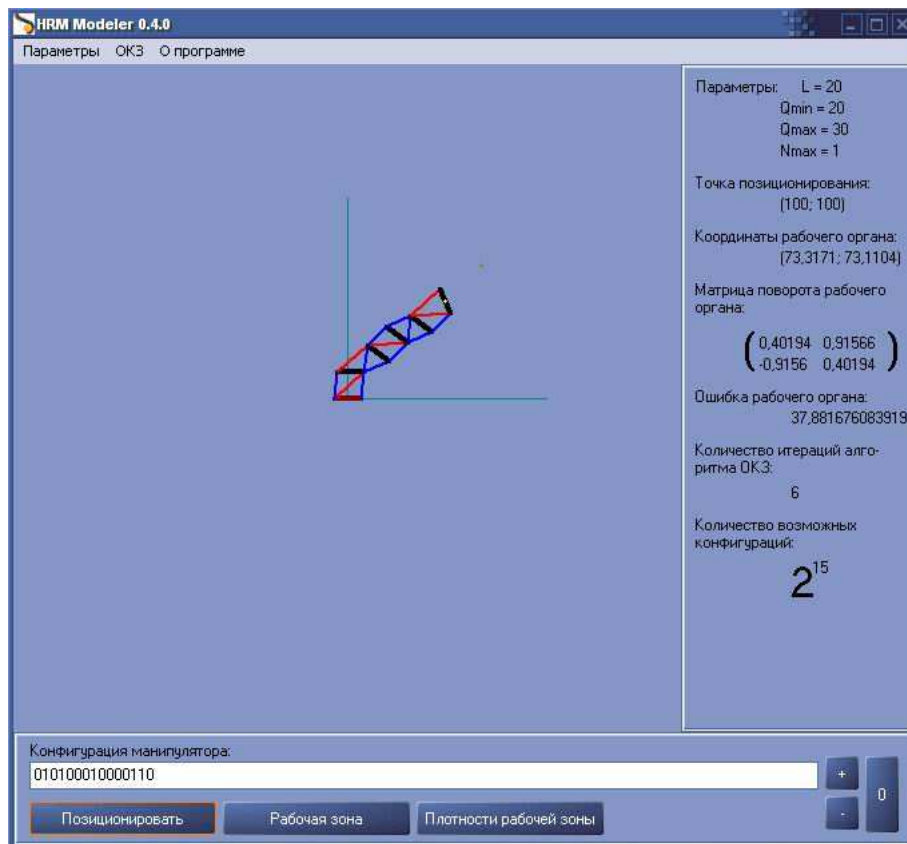 HRM Modeler 0.4.0
Параметры ОКЗ О программе
Параметры: L = 20
Qmin = 20
Qmax = 30
Nmax = 1
Точка позиционирования:
(100; 100)
Координаты рабочего органа:
(73,3171; 73,1104)
Матрица поворота рабочего
органа:
0,40194 0,91566
-0,9156 0,40194
Ошибка рабочего органа:
37,881676083919
Количество итераций алго-
ритма ОКЗ:
6
Количество возможных
конфигураций:
2^15
Конфигурация манипулятора:
010100010000110
+
0
-
Позиционировать Рабочая зона Плотности рабочей зоны